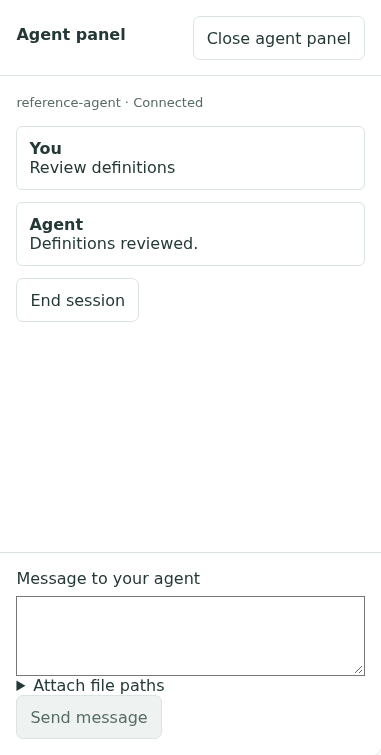 Agent panel
Close agent panel
reference-agent · Connected
You
Review definitions
Agent
Definitions reviewed.
End session
Message to your agent
Attach file paths
Send message